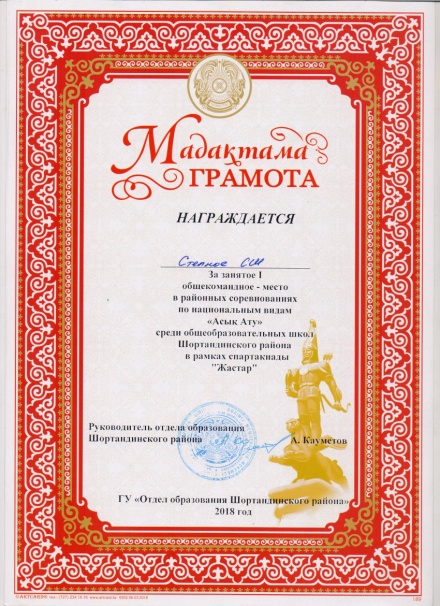 Мадақтама
ГРАМОТА
НАГРАЖДАЕТСЯ
Степное СШ
За занятое I
общекомандное - место
в районных соревнованиях
по национальным видам
«Асык Ату»
среди общеобразовательных школ
Шортандинского района
в рамках спартакиады
"Жастар"
Руководитель отдела образования
Шортандинского района А. Кауметов
ГУ «Отдел образования Шортандинского района»
2018 год